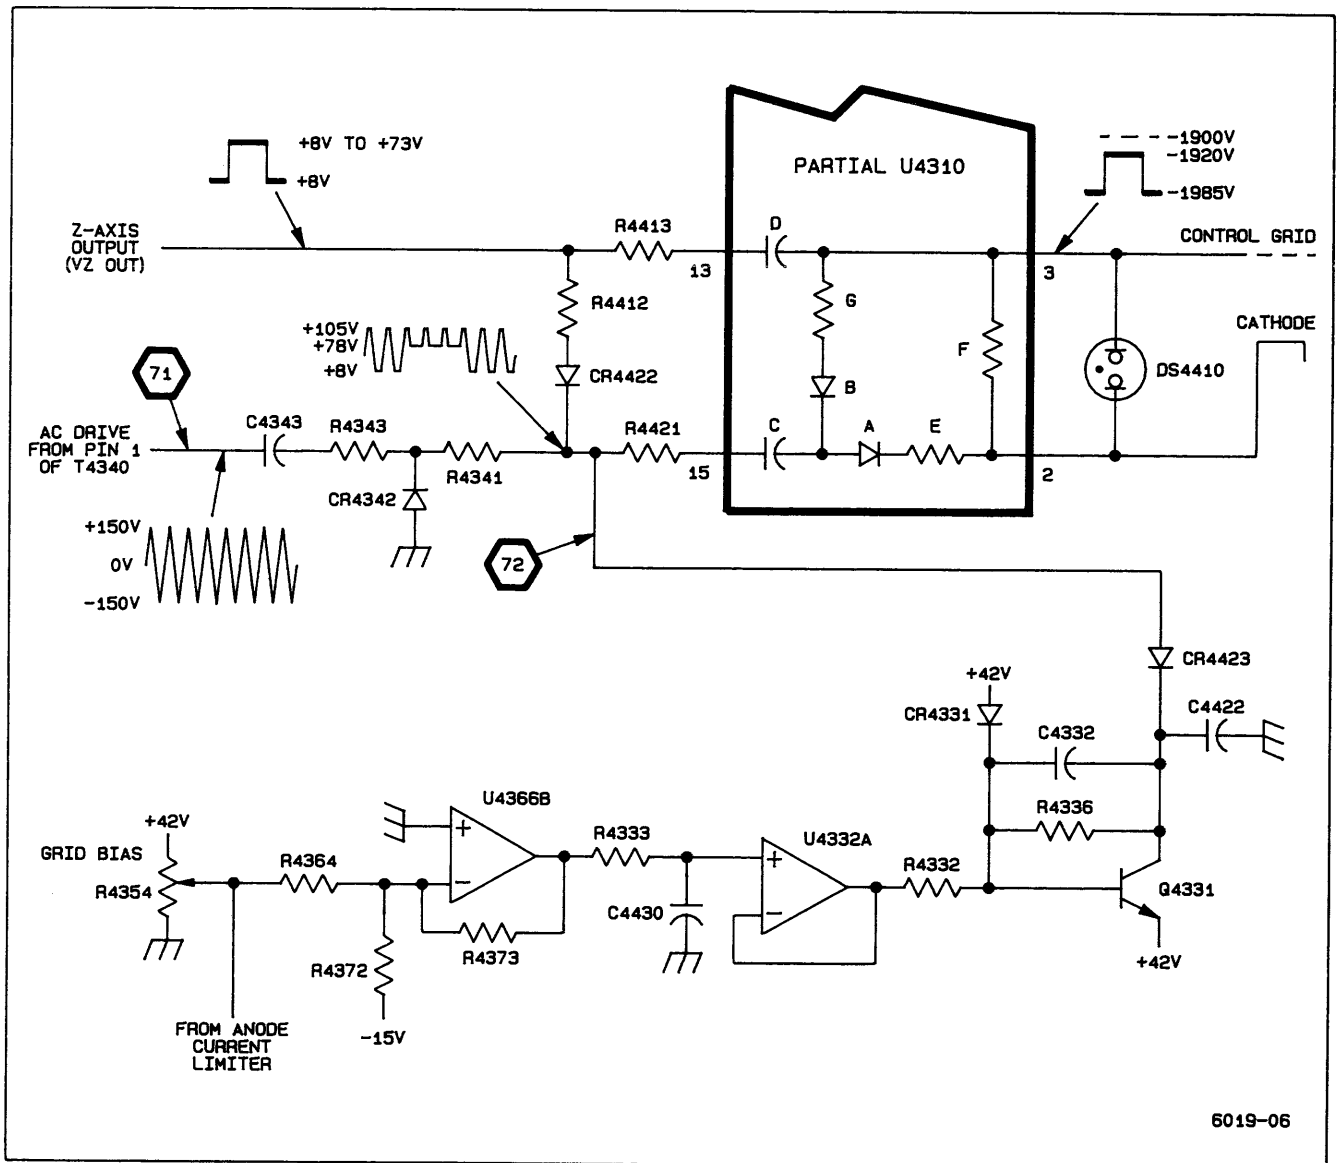 +8V TO +73V
+8V
Z-AXIS
OUTPUT
(VZ OUT)
R4413
13
D
PARTIAL U4310
-1900V
-1920V
-1985V
CONTROL GRID
3
R4412
G
F
CATHODE
+105V
+78V
+8V
71
CR4422
B
DS4410
AC DRIVE
FROM PIN 1
OF T4340
C4343
R4343
R4341
R4421
15
C
A
E
2
CR4342
+150V
0V
-150V
72
CR4423
+42V
CR4331
C4332
C4422
R4336
U4366B
+
-
+42V
GRID BIAS
R4354
R4364
R4333
U4332A
+
-
R4332
Q4331
C4430
R4373
R4372
+42V
-15V
FROM ANODE
CURRENT
LIMITER
6019-06